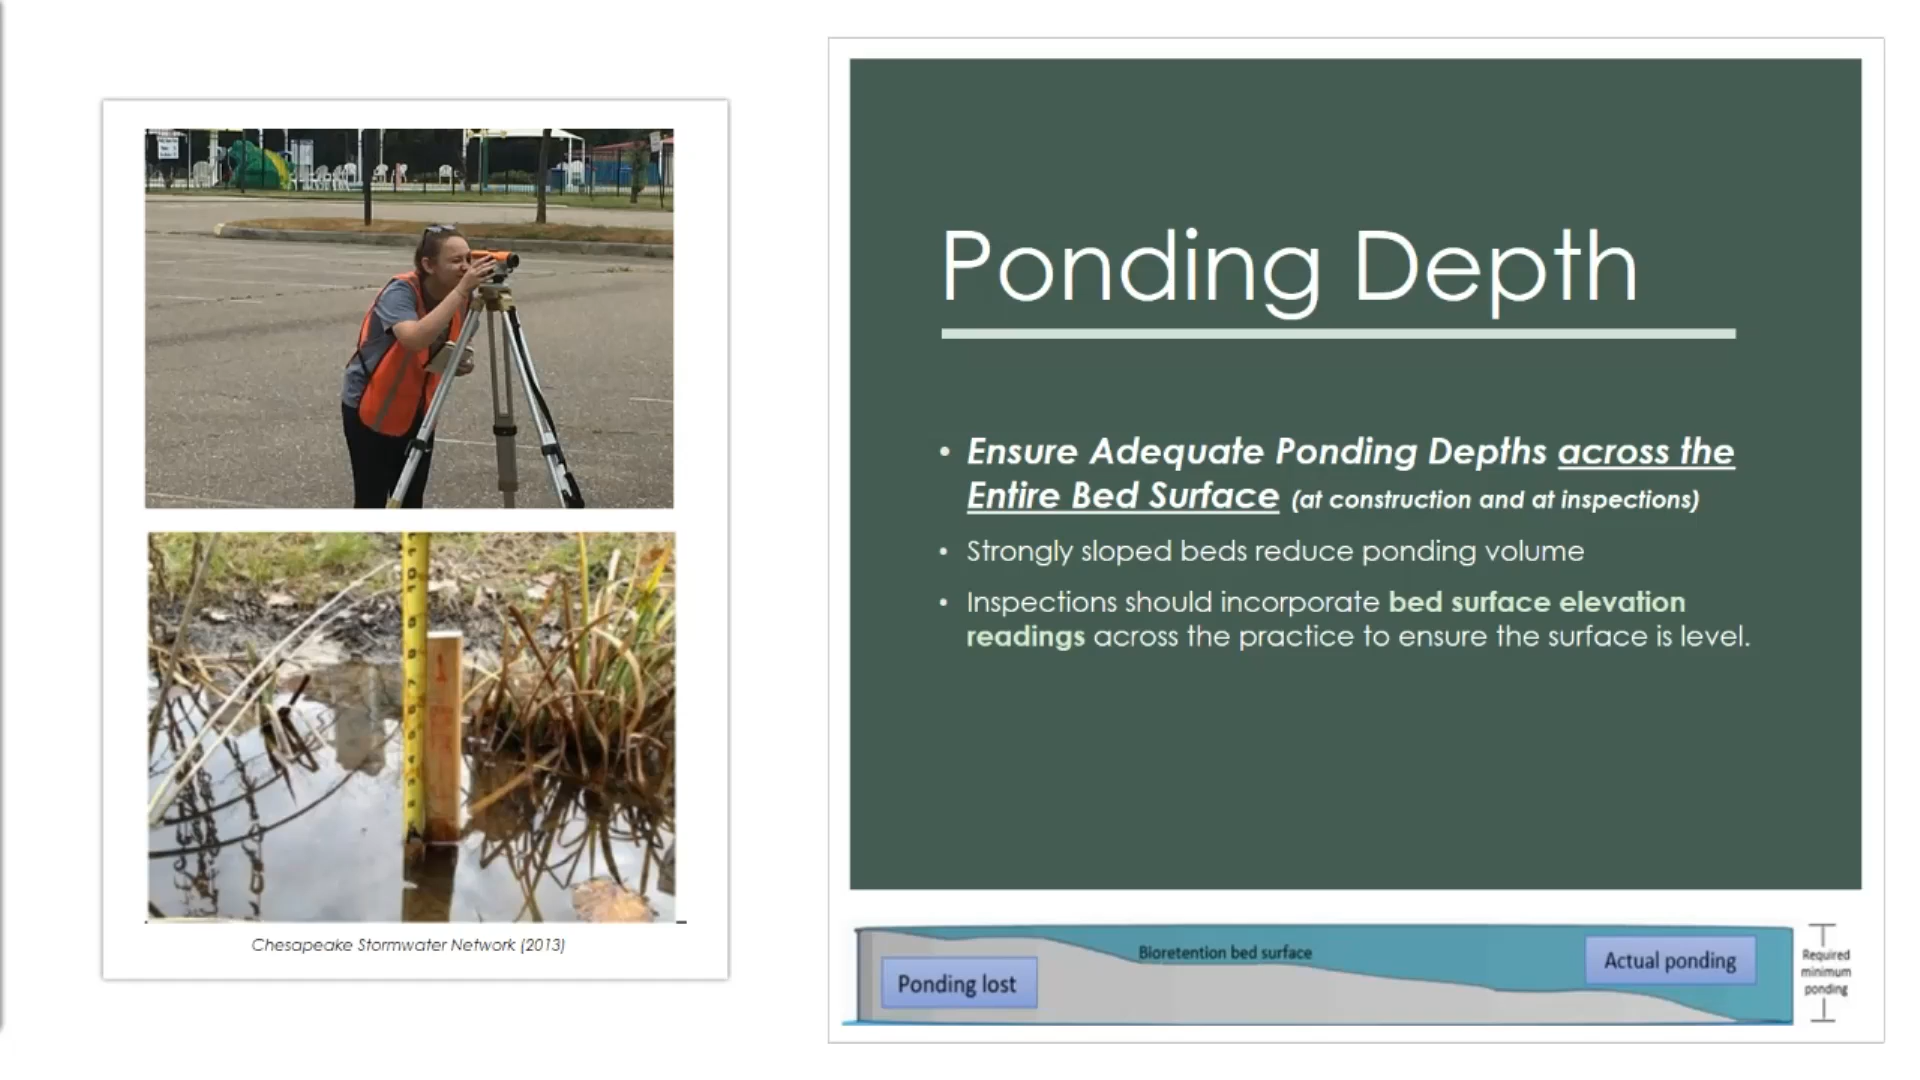 Chesapeake Stormwater Network (2013)
Ponding Depth
• Ensure Adequate Ponding Depths across the
Entire Bed Surface (at construction and at inspections)
• Strongly sloped beds reduce ponding volume
• Inspections should incorporate bed surface elevation
readings across the practice to ensure the surface is level.
Bioretention bed surface
Ponding lost
Actual ponding
Required
minimum
ponding